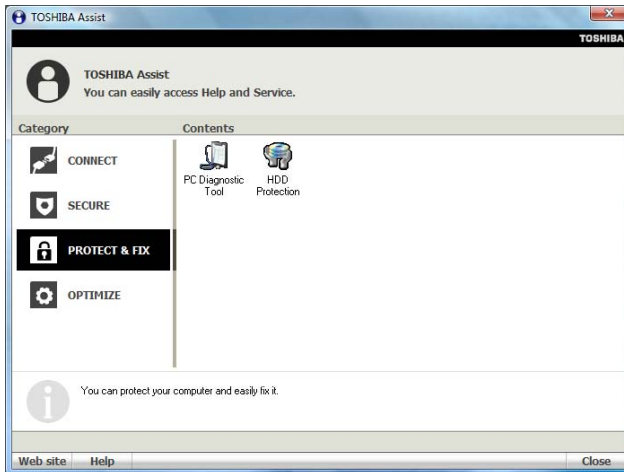 TOSHIBA Assist
TOSHIBA
TOSHIBA Assist
You can easily access Help and Service.
Category
Contents
CONNECT
SECURE
PROTECT & FIX
OPTIMIZE
PC Diagnostic
Tool
HDD
Protection
You can protect your computer and easily fix it.
Web site
Help
Close